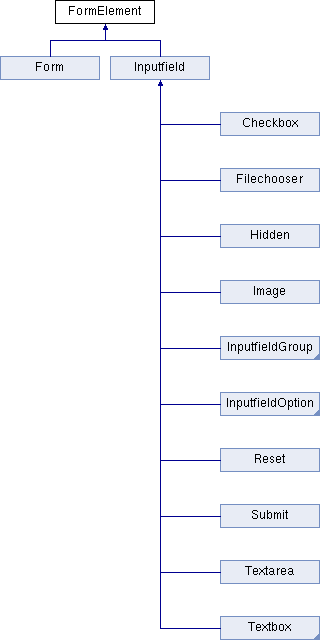 FormElement
Form
Inputfield
Checkbox
Filechooser
Hidden
Image
InputfieldGroup
InputfieldOption
Reset
Submit
Textarea
Textbox